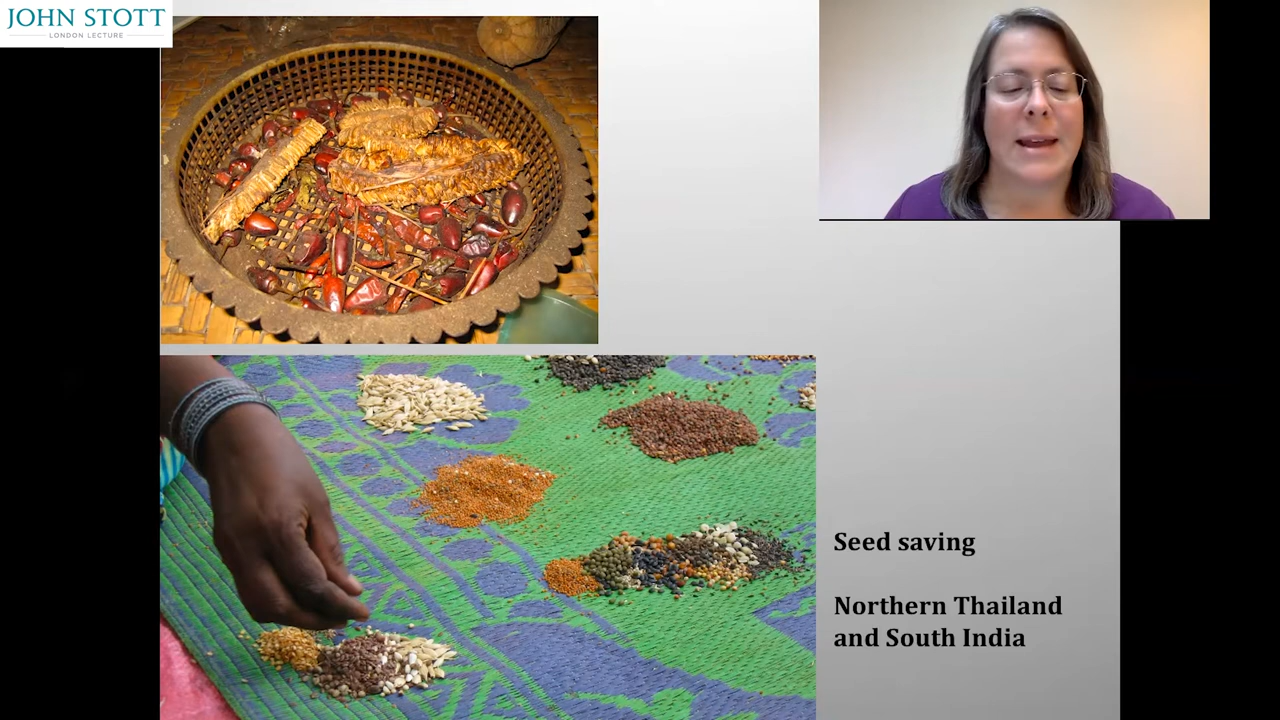 JOHN STOTT
LONDON LECTURE
Seed saving
Northern Thailand
and South India